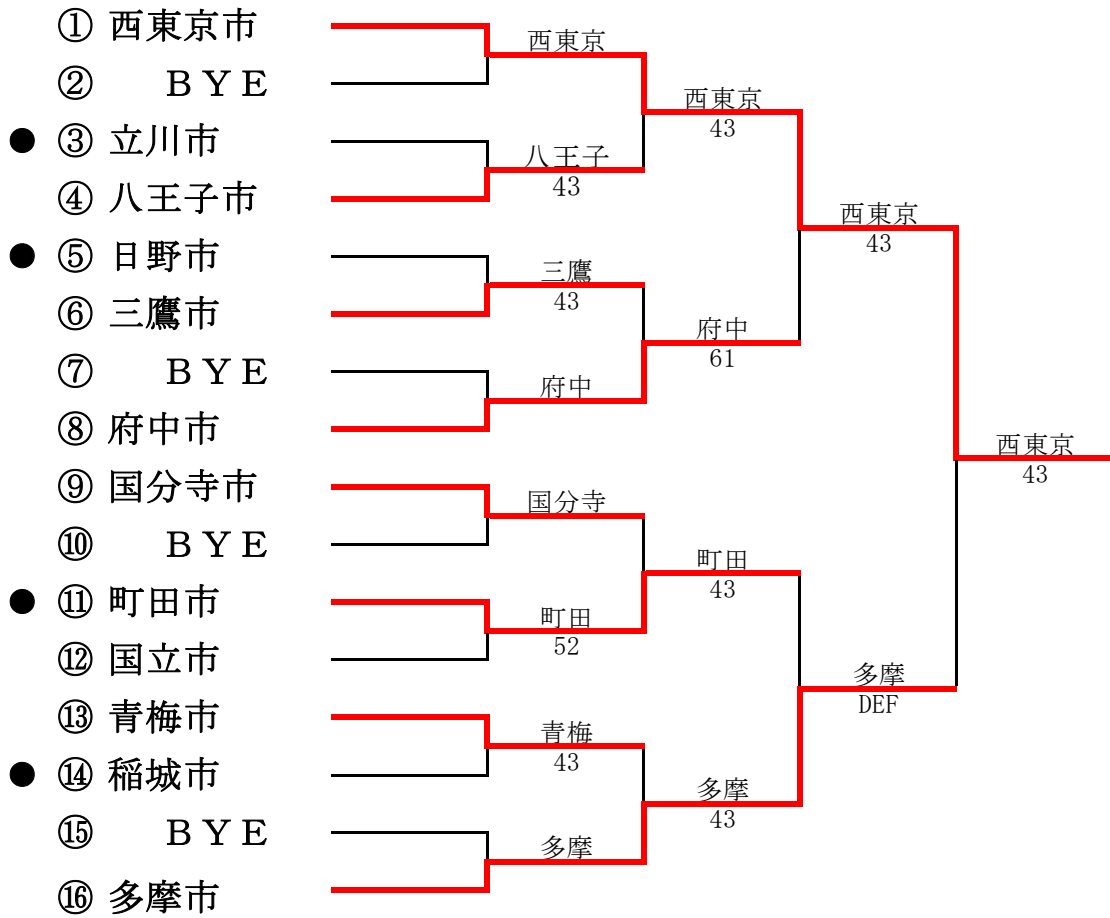 ① 西東京市
② ＢＹＥ
● ③ 立川市
④ 八王子市
● ⑤ 日野市
⑥ 三鷹市
⑦ ＢＹＥ
⑧ 府中市
⑨ 国分寺市
⑩ ＢＹＥ
● ⑪ 町田市
⑫ 国立市
⑬ 青梅市
● ⑭ 稲城市
⑮ ＢＹＥ
⑯ 多摩市
西東京
八王子
43
三鷹
43
府中
国分寺
町田
52
青梅
43
多摩
西東京
43
府中
61
町田
43
多摩
43
西東京
43
多摩
DEF
西東京
43